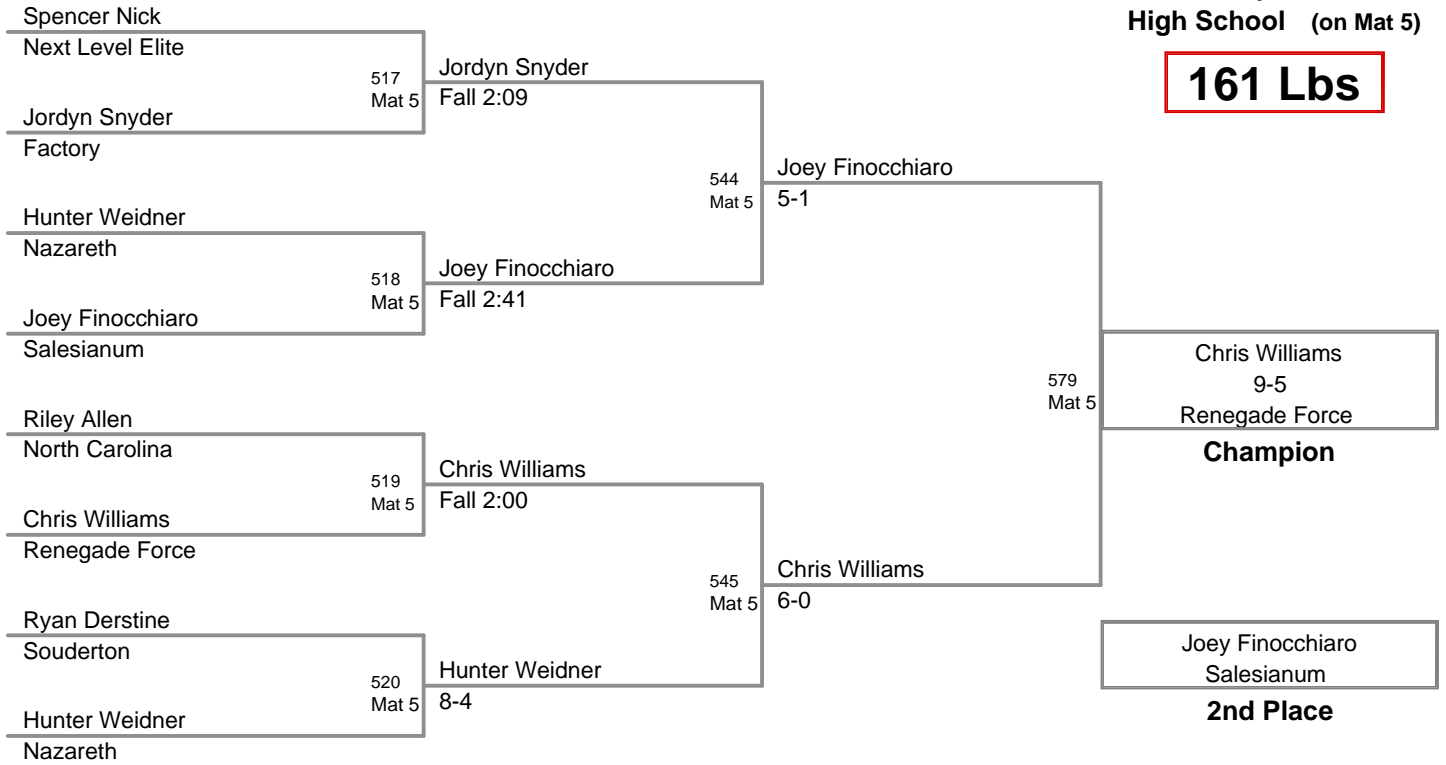 High School (on Mat 5)
161 Lbs
Spencer Nick
Next Level Elite
517
Mat 5
Jordyn Snyder
Fall 2:09
Jordyn Snyder
Factory
544
Mat 5
Joey Finocchiaro
5-1
Hunter Weidner
Nazareth
518
Mat 5
Joey Finocchiaro
Fall 2:41
Joey Finocchiaro
Salesianum
579
Mat 5
Chris Williams
9-5
Renegade Force
Champion
Riley Allen
North Carolina
519
Mat 5
Chris Williams
Fall 2:00
Chris Williams
Renegade Force
545
Mat 5
Chris Williams
6-0
Ryan Derstine
Souderton
520
Mat 5
Hunter Weidner
8-4
Hunter Weidner
Nazareth
Joey Finocchiaro
Salesianum
2nd Place